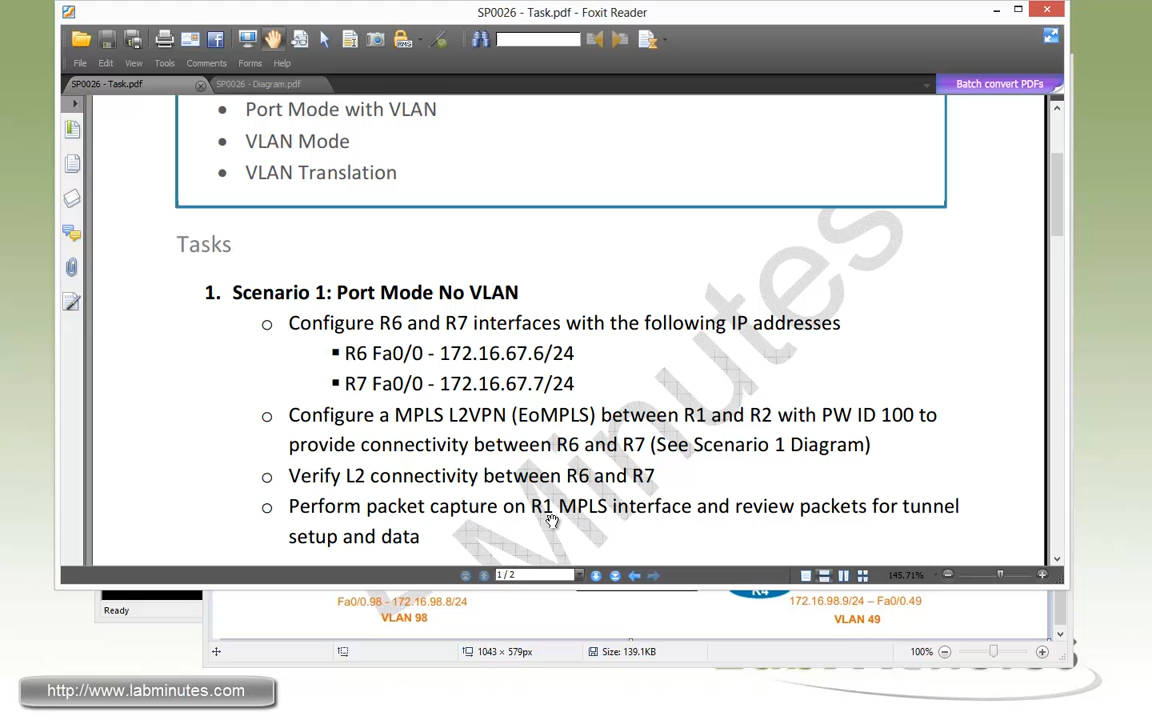 SP0026 - Task.pdf - Foxit Reader
File Edit View Tools Comments Forms Help
SP0026 - Task.pdf
SP0026 - Diagram.pdf
Batch convert PDFs
• Port Mode with VLAN
• VLAN Mode
• VLAN Translation
Tasks
1. Scenario 1: Port Mode No VLAN
o Configure R6 and R7 interfaces with the following IP addresses
▪ R6 Fa0/0 - 172.16.67.6/24
▪ R7 Fa0/0 - 172.16.67.7/24
o Configure a MPLS L2VPN (EoMPLS) between R1 and R2 with PW ID 100 to
provide connectivity between R6 and R7 (See Scenario 1 Diagram)
o Verify L2 connectivity between R6 and R7
o Perform packet capture on R1 MPLS interface and review packets for tunnel
setup and data
Minutes
1 / 2
145.71%
Ready
Fa0/0.98 - 172.16.98.8/24
VLAN 98
R4
172.16.98.9/24 – Fa0/0.49
VLAN 49
1043 × 579px
Size: 139.1KB
100%
http://www.labminutes.com